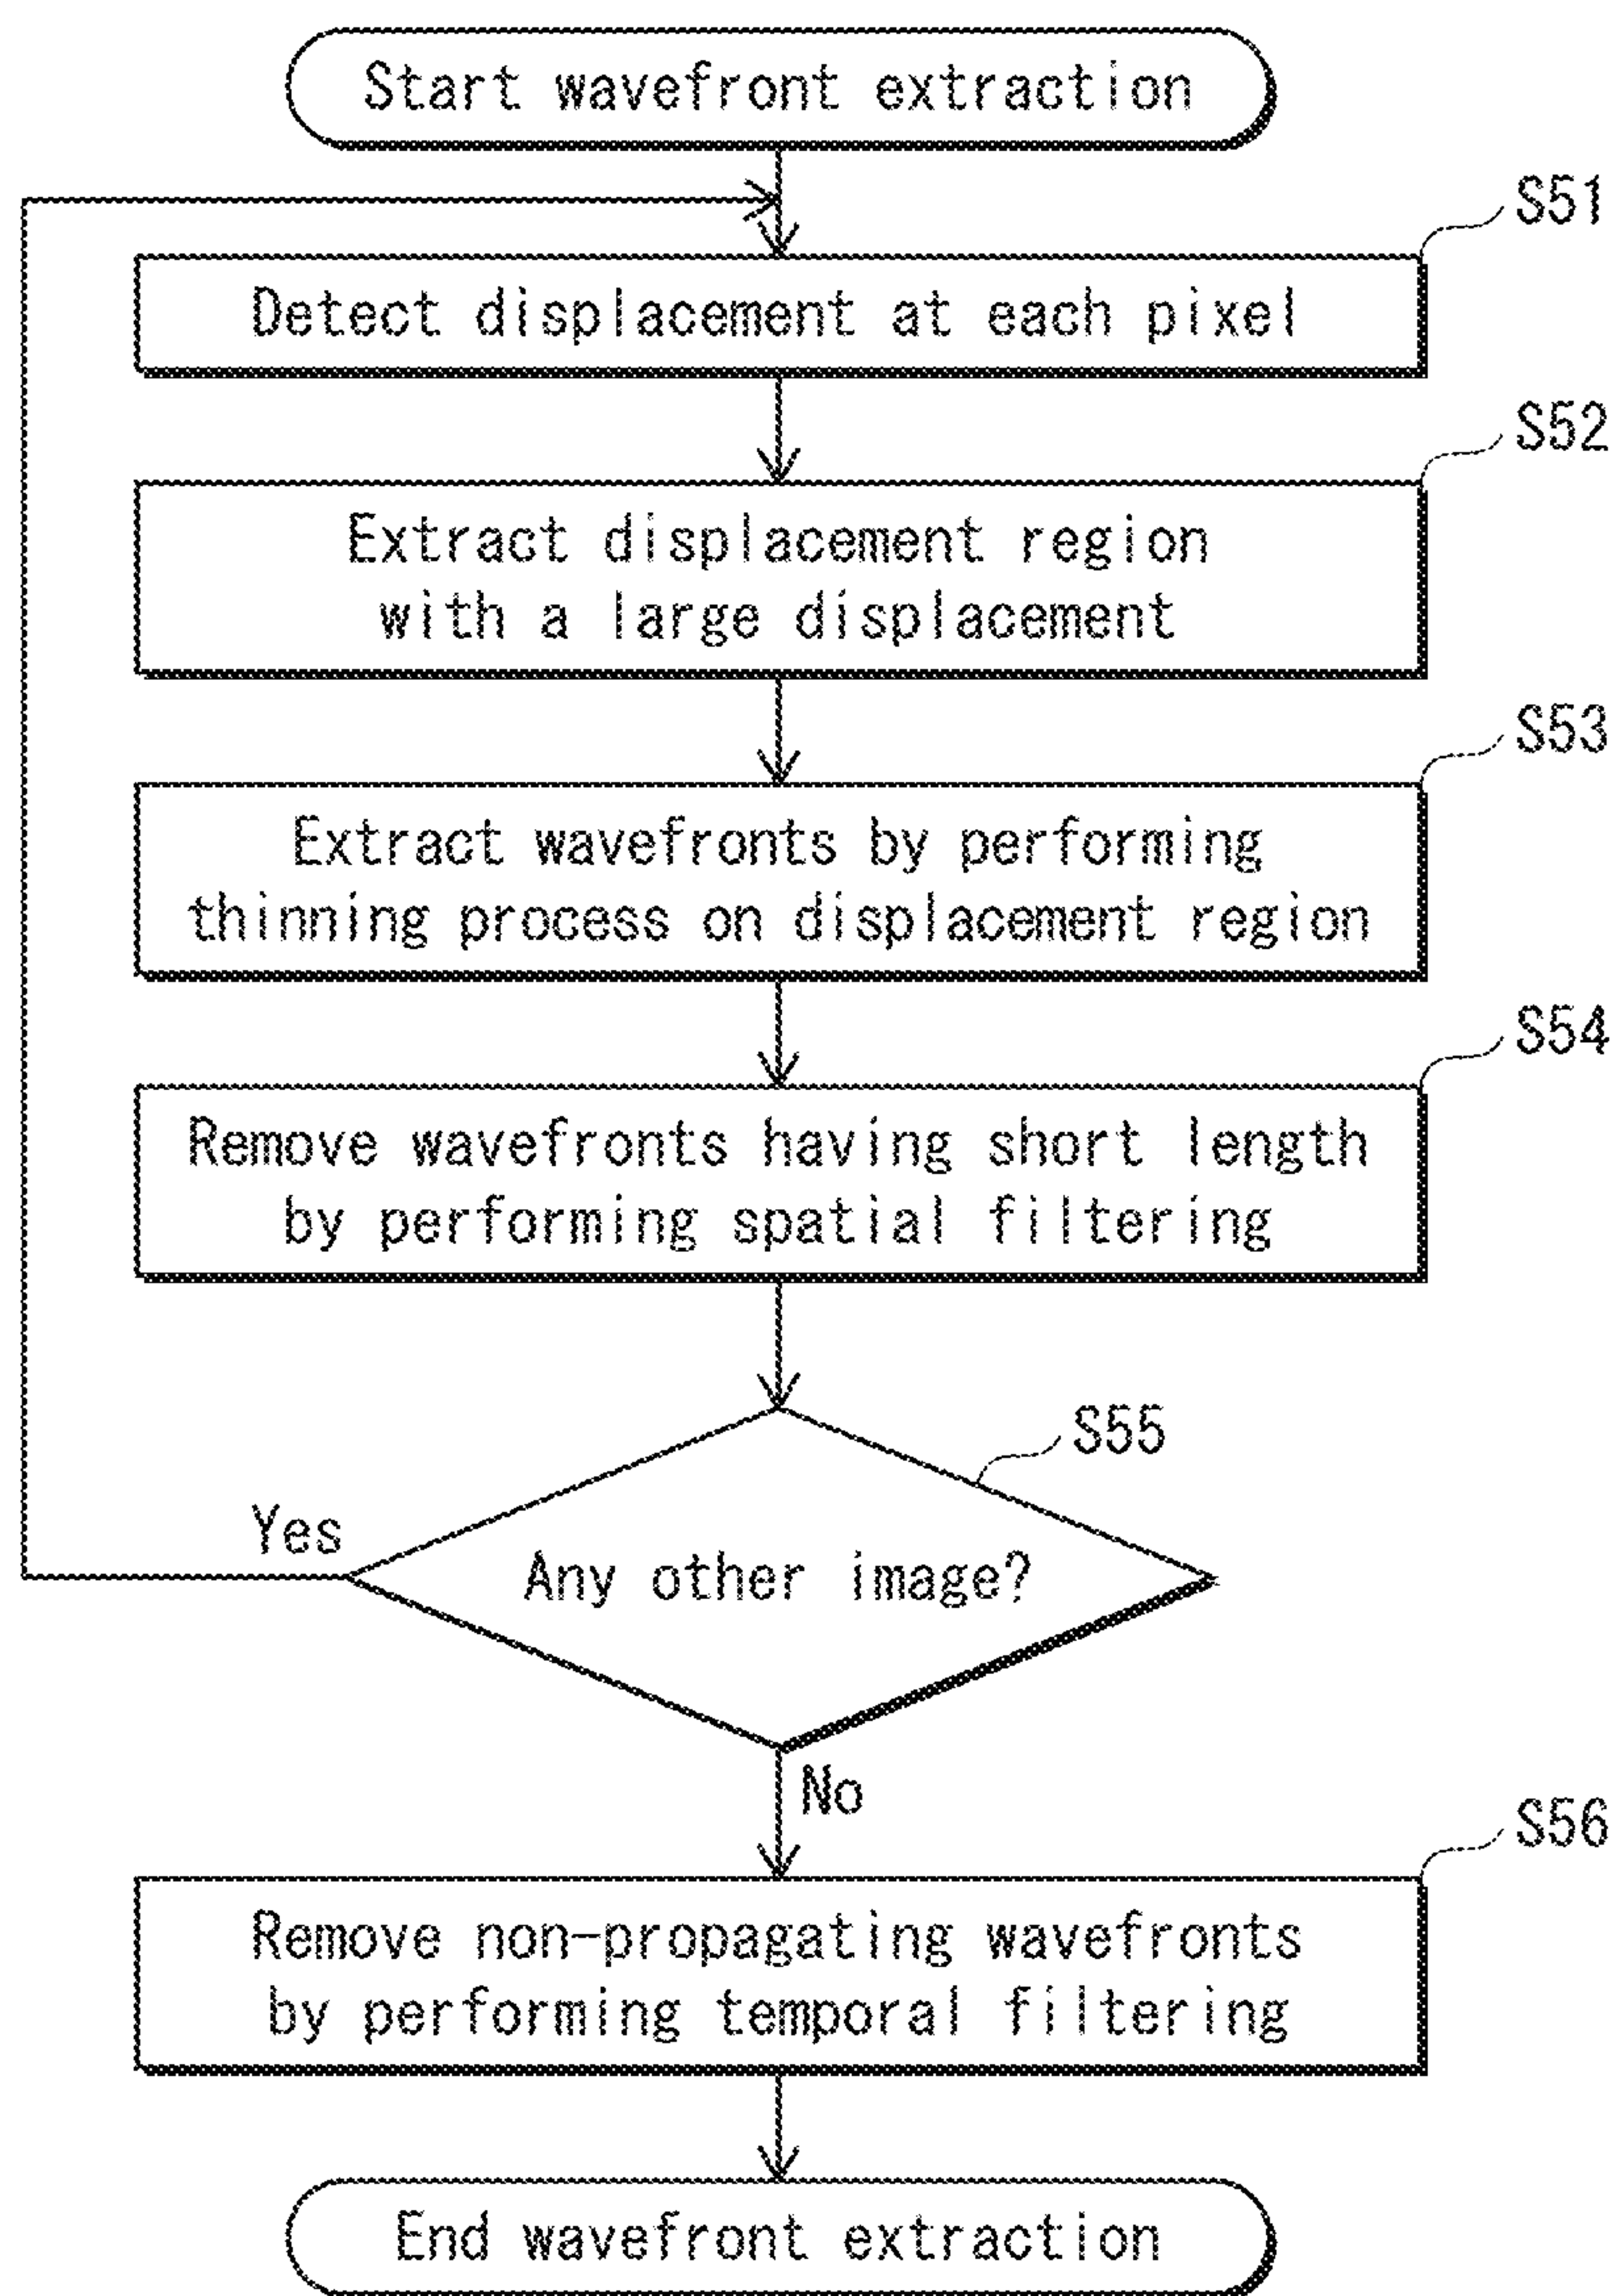 Start wavefront extraction
S51
Detect displacement at each pixel
S52
Extract displacement region
with a large displacement
S53
Extract wavefronts by performing
thinning process on displacement region
S54
Remove wavefronts having short length
by performing spatial filtering
S55
Yes
Any other image?
No
S56
Remove non-propagating wavefronts
by performing temporal filtering
End wavefront extraction